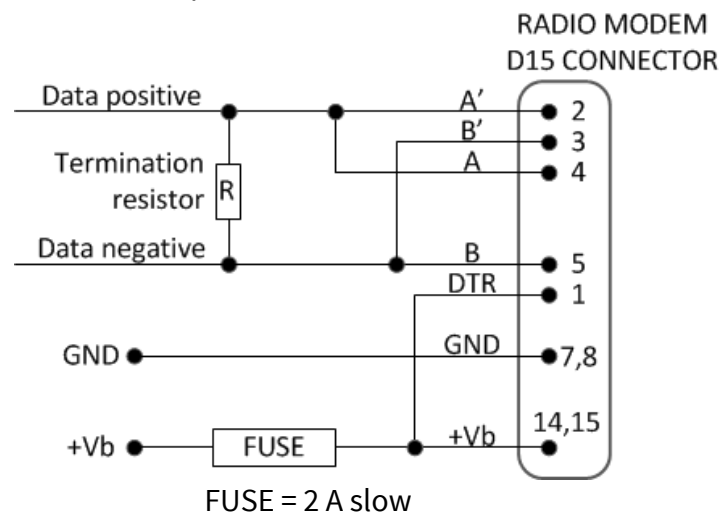 RADIO MODEM
D15 CONNECTOR
Data positive
A’
2
B’
3
Termination
resistor
R
A
4
Data negative
B
5
DTR
1
GND
GND
7,8
14,15
+Vb
FUSE
+Vb
FUSE = 2 A slow